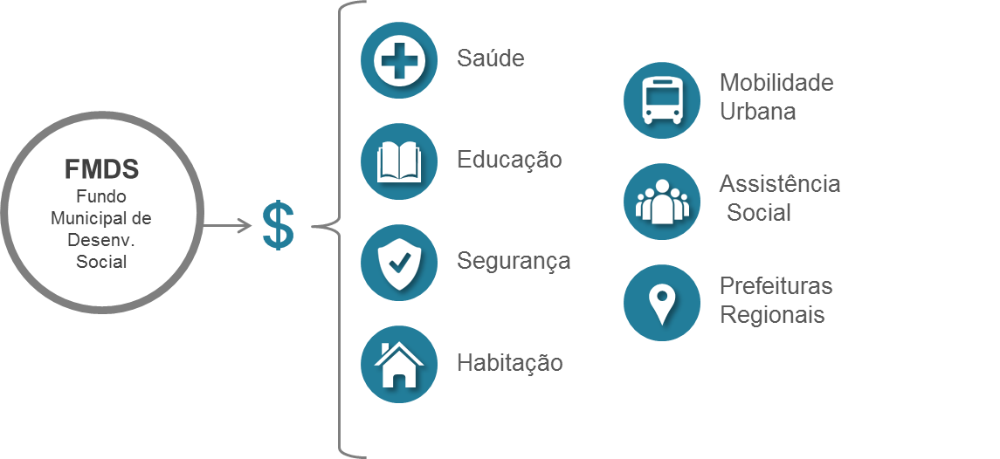 FMDS
Fundo
Municipal de
Desenv.
Social
$
Saúde
Educação
Segurança
Habitação
Mobilidade
Urbana
Assistência
Social
Prefeituras
Regionais